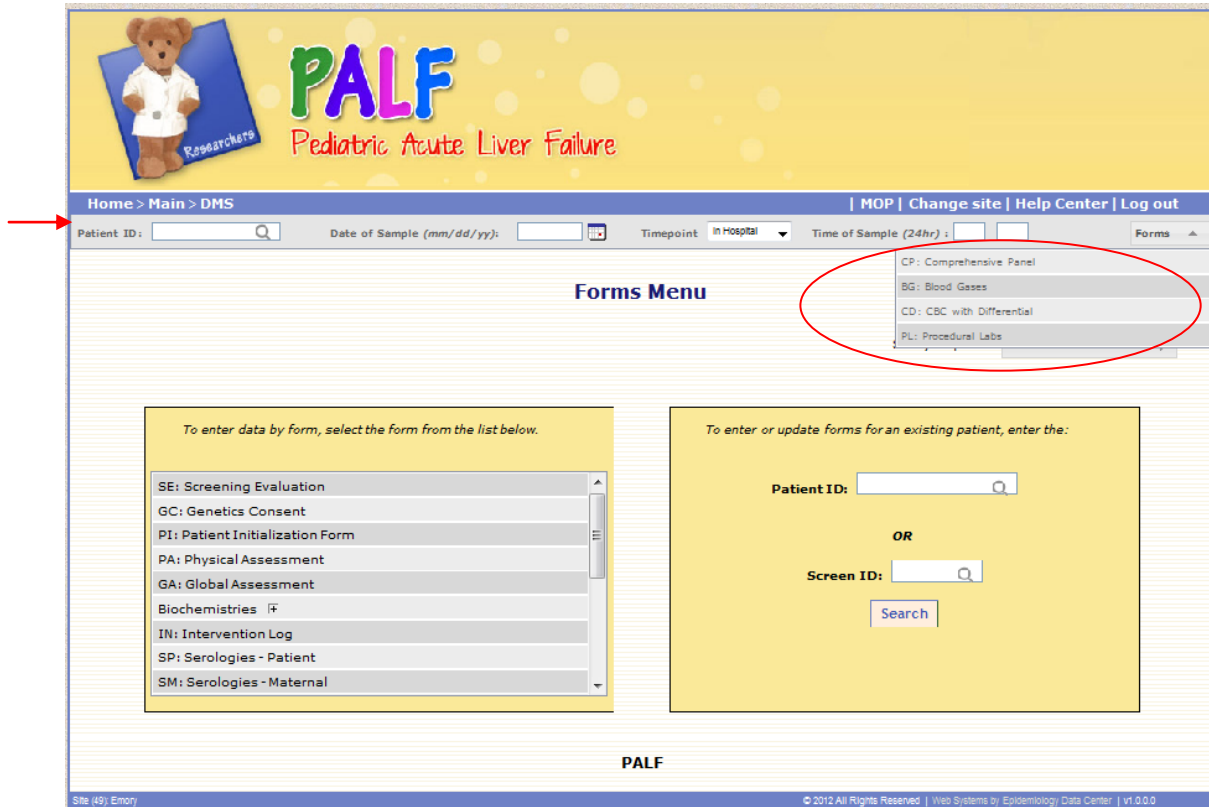 Researchers
PALF
Pediatric Acute Liver Failure
Home > Main > DMS | MOP | Change site | Help Center | Log out
Patient ID: Date of Sample (mm/dd/yy): Timepoint In Hospital Time of Sample (24hr) : Forms
CP: Comprehensive Panel
BG: Blood Gases
CD: CBC with Differential
PL: Procedural Labs
Forms Menu
To enter data by form, select the form from the list below.
SE: Screening Evaluation
GC: Genetics Consent
PI: Patient Initialization Form
PA: Physical Assessment
GA: Global Assessment
Biochemistries
IN: Intervention Log
SP: Serologies - Patient
SM: Serologies - Maternal
To enter or update forms for an existing patient, enter the:
Patient ID:
OR
Screen ID:
Search
PALF
Site (49): Emory © 2012 All Rights Reserved | Web Systems by Epidemiology Data Center | v1.0.0.0